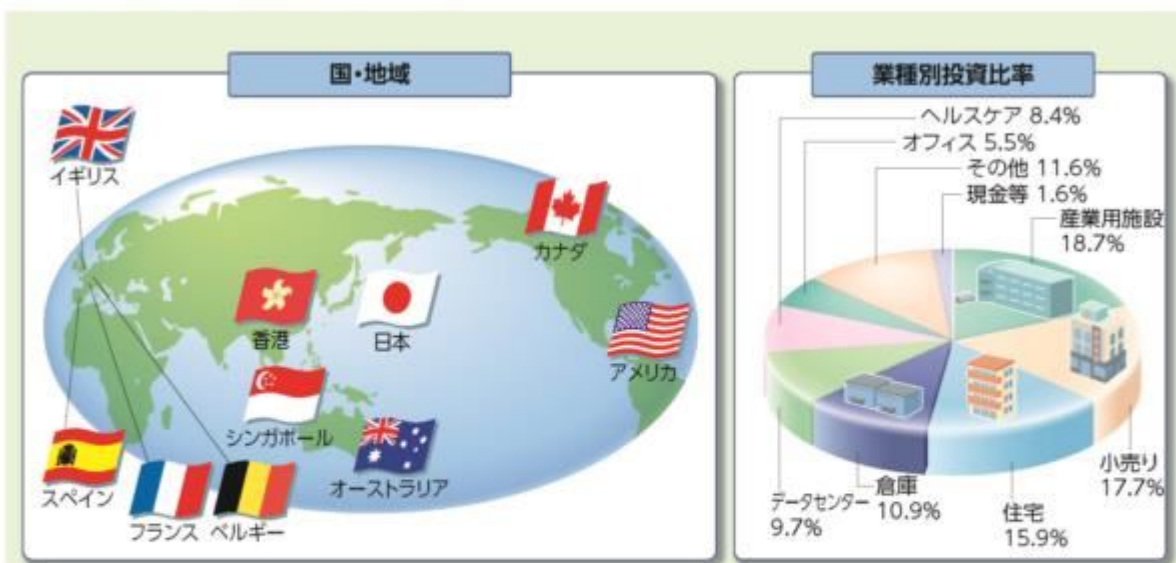 国・地域
イギリス
カナダ
香港
日本
アメリカ
シンガポール
オーストラリア
スペイン
フランス
ベルギー
業種別投資比率
ヘルスケア 8.4%
オフィス 5.5%
その他 11.6%
現金等 1.6%
産業用施設
18.7%
小売り
17.7%
住宅
15.9%
倉庫
10.9%
データセンター
9.7%